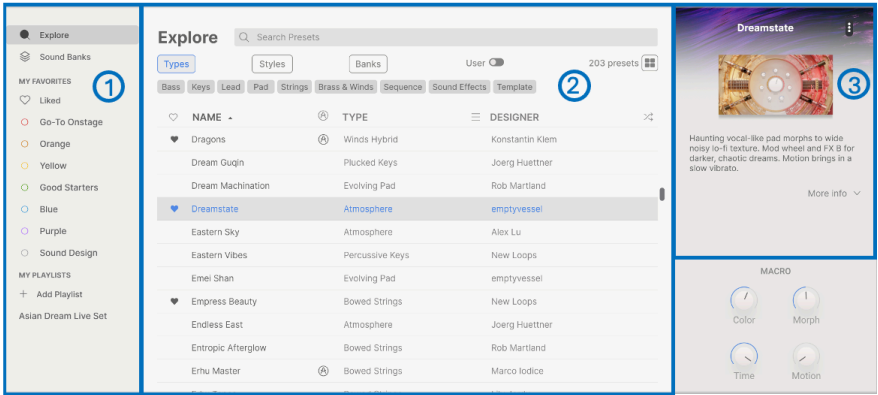 Explore
Sound Banks
MY FAVORITES
Liked
Go-To Onstage
Orange
Yellow
Good Starters
Blue
Purple
Sound Design
MY PLAYLISTS
Add Playlist
Asian Dream Live Set
1
Explore
Search Presets
Types Styles Banks User 203 presets
Bass Keys Lead Pad Strings Brass & Winds Sequence Sound Effects Template
2
NAME TYPE DESIGNER
Dragons Winds Hybrid Konstantin Klem
Dream Guqin Plucked Keys Joerg Huettner
Dream Machination Evolving Pad Rob Martland
Dreamstate Atmosphere emptyvessel
Eastern Sky Atmosphere Alex Lu
Eastern Vibes Percussive Keys New Loops
Emei Shan Evolving Pad emptyvessel
Empress Beauty Bowed Strings New Loops
Endless East Atmosphere Joerg Huettner
Entropic Afterglow Bowed Strings Rob Martland
Erhu Master Bowed Strings Marco Iodice
Dreamstate
3
Haunting vocal-like pad morphs to wide
noisy lo-fi texture. Mod wheel and FX B for
darker, chaotic dreams. Motion brings in a
slow vibrato.
More info
MACRO
Color Morph
Time Motion